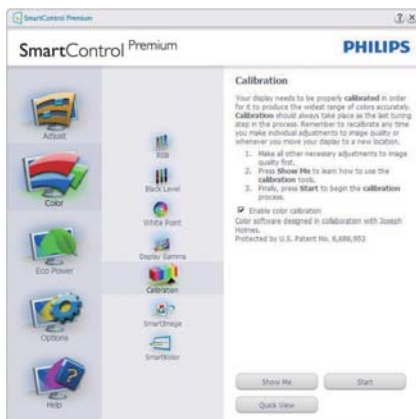 SmartControl Premium
SmartControl Premium
PHILIPS
Adjust
Color
Eco Power
Options
Help
RGB
Black Level
White Point
Display Gamma
Calibration
SmartImage
SmartKolor
Calibration
Your display needs to be properly calibrated in order
for it to produce the widest range of colors accurately.
Calibration should always take place as the last turing
step in the process. Remember to recalibrate any time
you make individual adjustments to image quality or
whenever you move your display to a new location.
1. Make all other necessary adjustments to image
quality first.
2. Press Show Me to learn how to use the
calibration tools.
3. Finally, press Start to begin the calibration
process.
Enable color calibration
Color software designed in collaboration with Joseph
Holmes.
Protected by U.S. Patent No. 6,686,953
Show Me
Start
Quick View